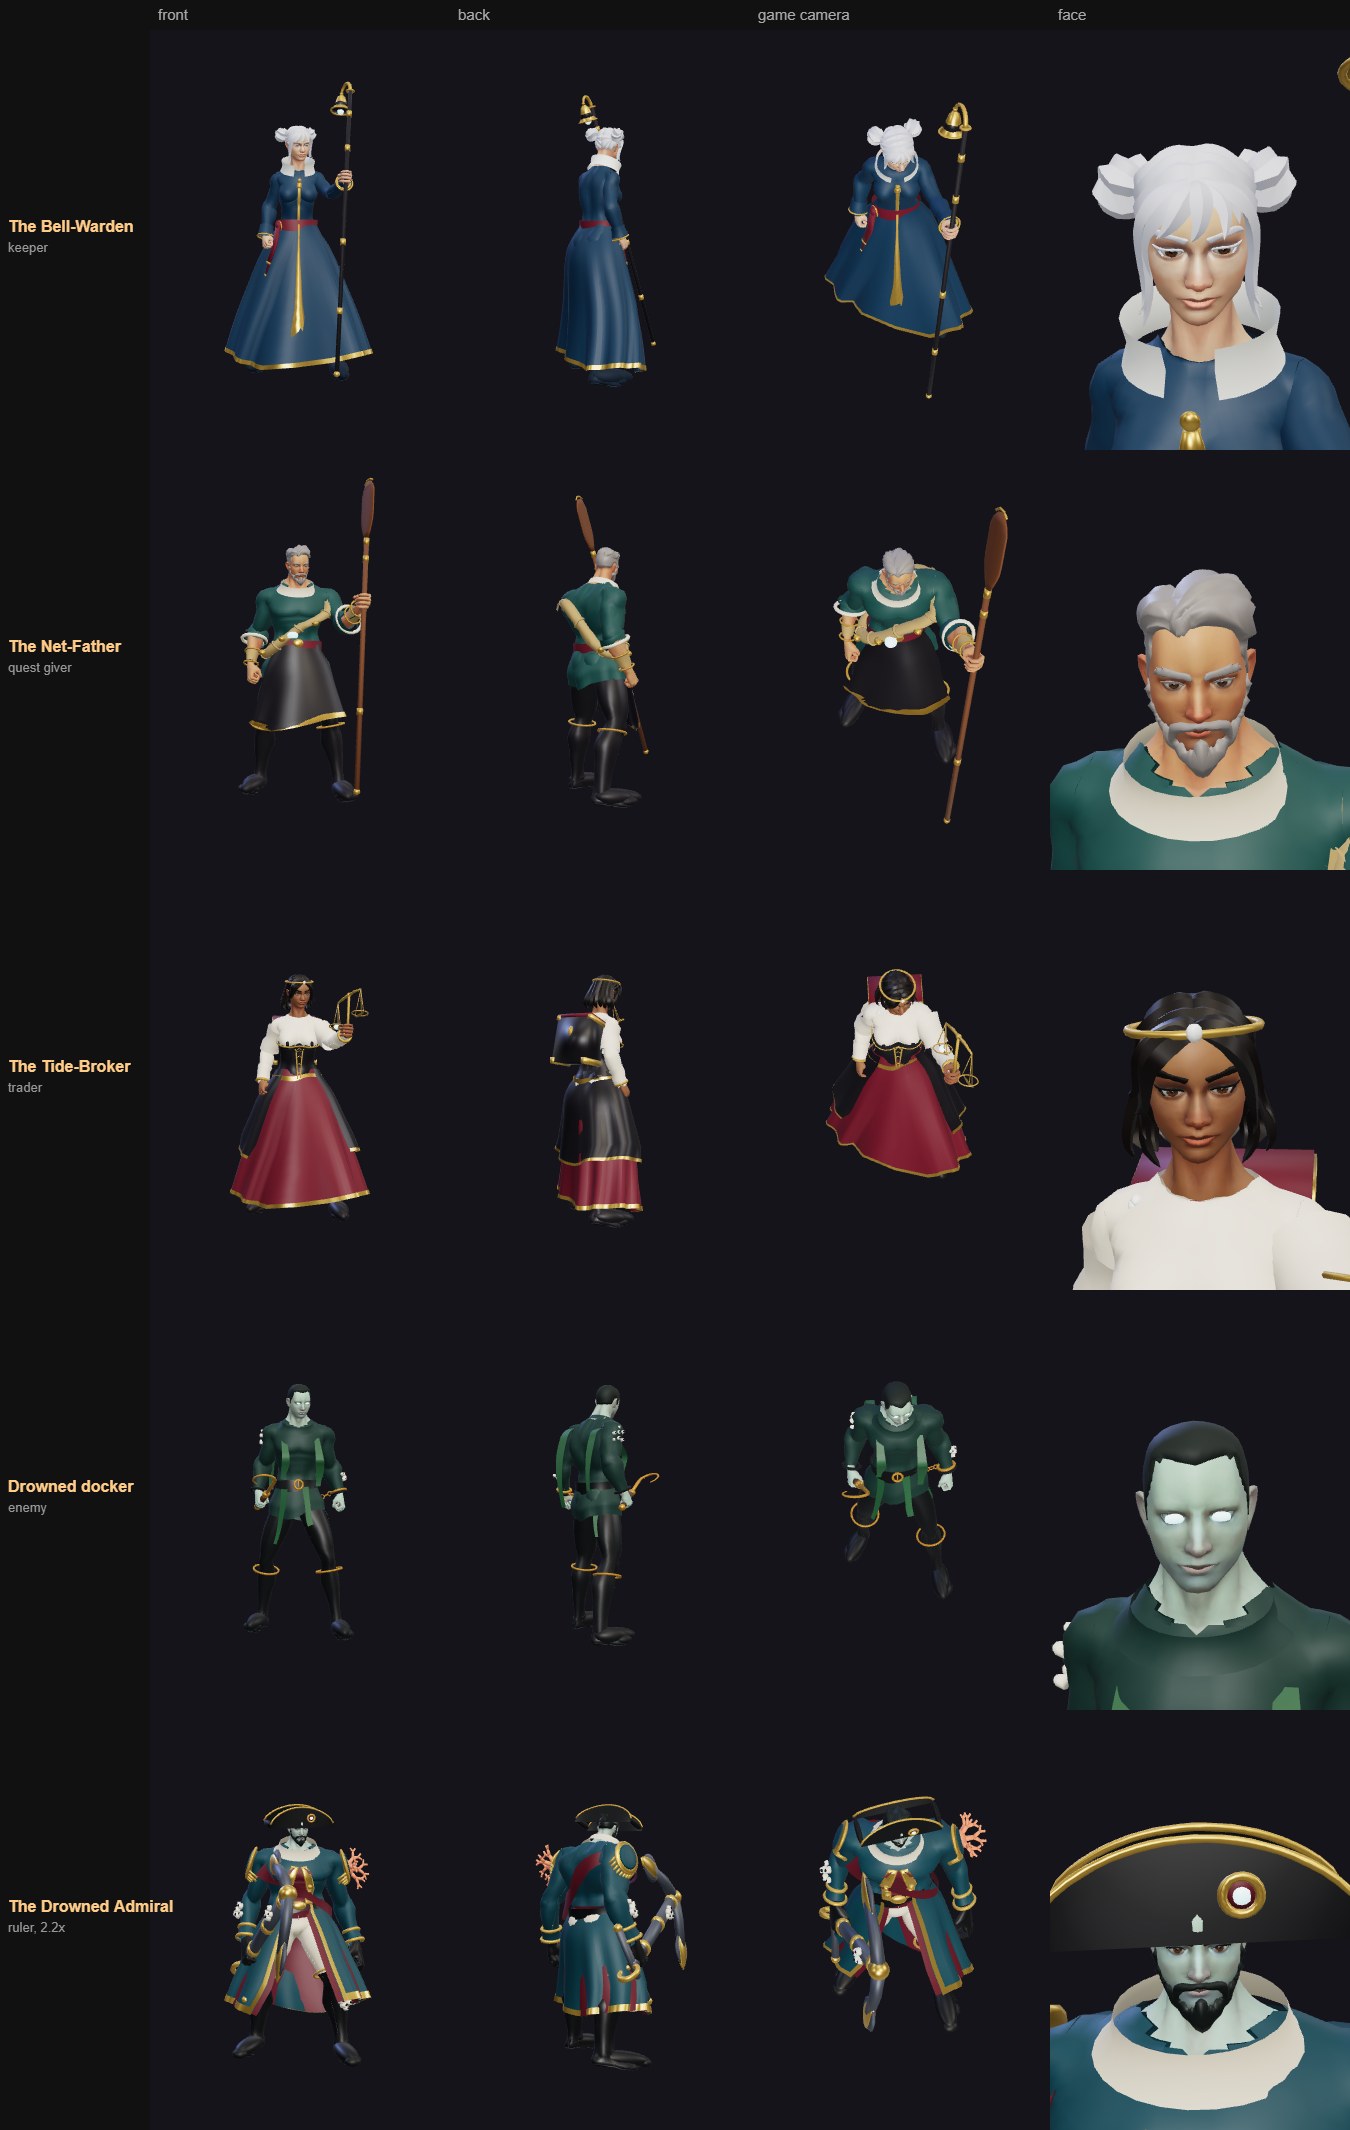 front back game camera face
The Bell-Warden
keeper
The Net-Father
quest giver
The Tide-Broker
trader
Drowned docker
enemy
The Drowned Admiral
ruler, 2.2x